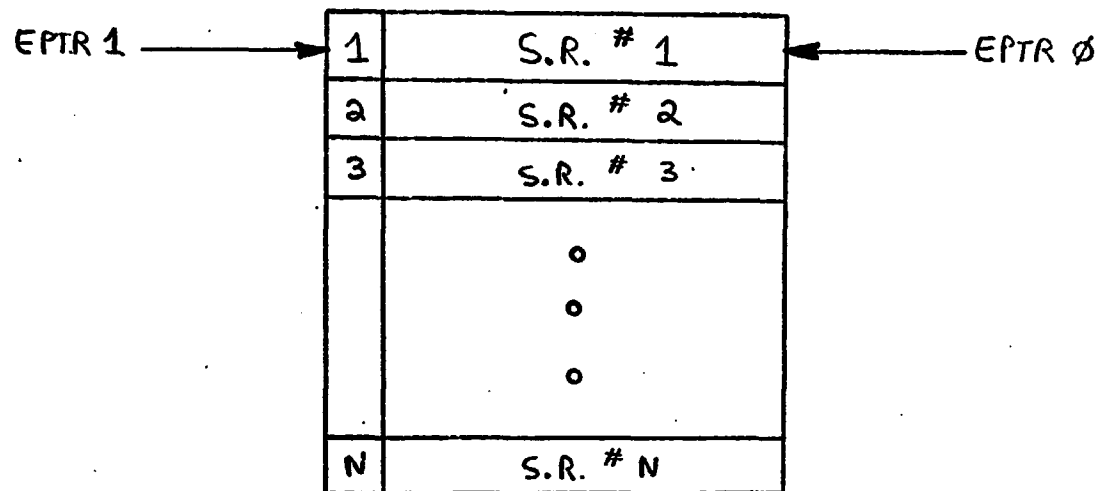 EPTR 1 1 S.R. # 1 EPTR Ø
2 S.R. # 2
3 S.R. # 3
N S.R. # N